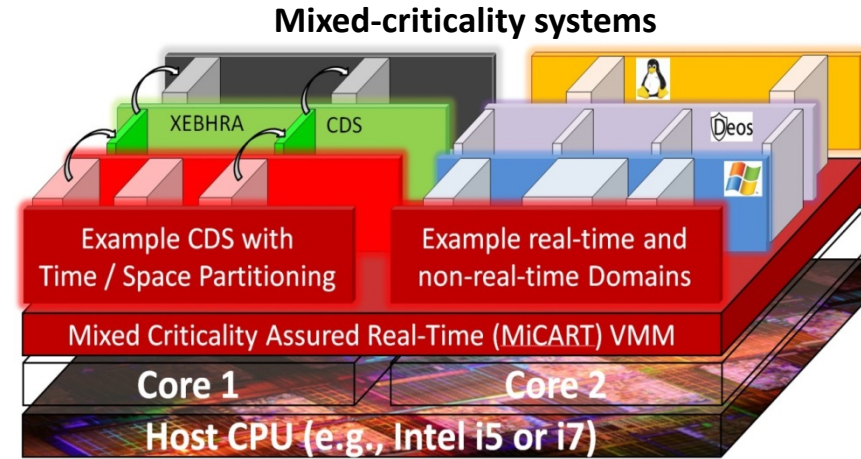 Mixed-criticality systems
XEBHRA
CDS
Deos
Example CDS with
Time / Space Partitioning
Example real-time and
non-real-time Domains
Mixed Criticality Assured Real-Time (MiCART) VMM
Core 1
Core 2
Host CPU (e.g., Intel i5 or i7)